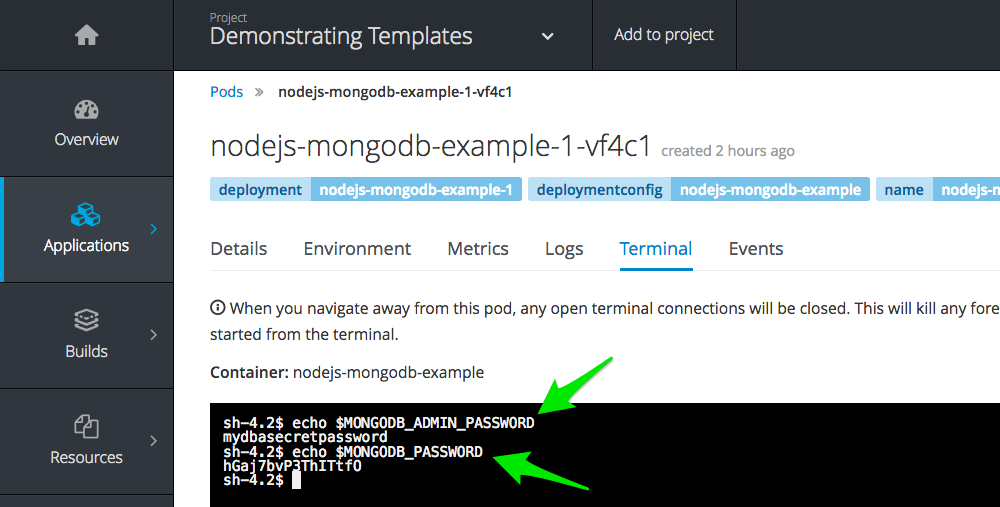 Project
Demonstrating Templates
Add to project
Overview
Applications
Builds
Resources
Pods » nodejs-mongodb-example-1-vf4c1
nodejs-mongodb-example-1-vf4c1 created 2 hours ago
deployment nodejs-mongodb-example-1 deploymentconfig nodejs-mongodb-example name nodejs-m
Details Environment Metrics Logs Terminal Events
When you navigate away from this pod, any open terminal connections will be closed. This will kill any fore
started from the terminal.
Container: nodejs-mongodb-example
sh-4.2$ echo $MONGODB_ADMIN_PASSWORD
mydbasecretpassword
sh-4.2$ echo $MONGODB_PASSWORD
hGaj7bvP3ThITtfO
sh-4.2$